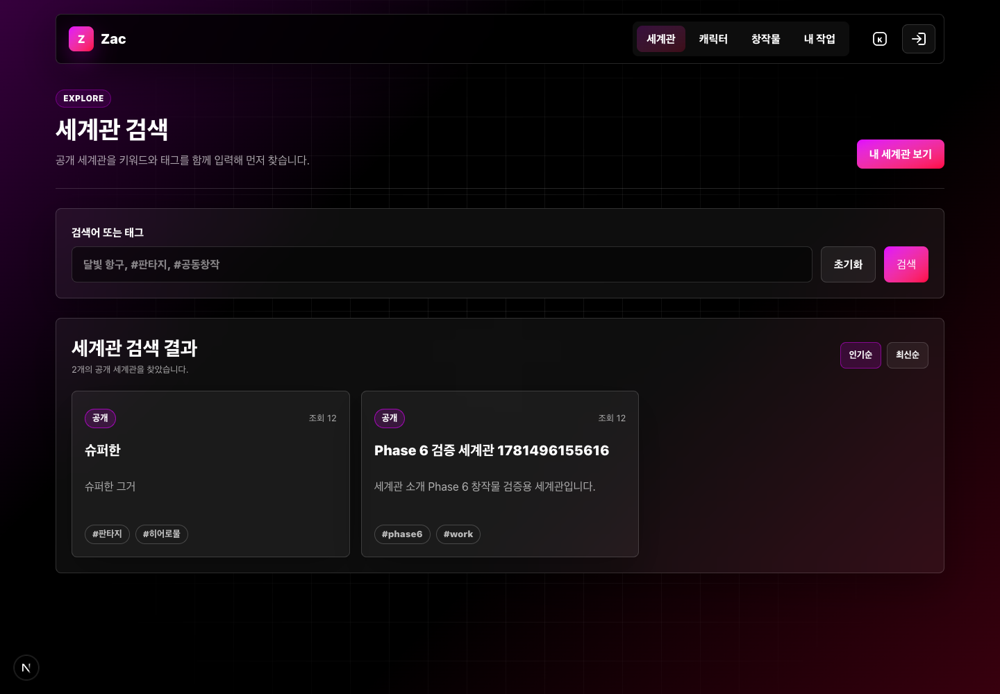 Z Zac 세계관 캐릭터 창작물 내 작업 K
EXPLORE
세계관 검색
공개 세계관을 키워드와 태그를 함께 입력해 먼저 찾습니다.
내 세계관 보기
검색어 또는 태그
달빛 항구, #판타지, #공동창작 초기화 검색
세계관 검색 결과
2개의 공개 세계관을 찾았습니다.
인기순 최신순
공개 조회 12
슈퍼한
슈퍼한 그거
#판타지 #히어로물
공개 조회 12
Phase 6 검증 세계관 1781496155616
세계관 소개 Phase 6 창작물 검증용 세계관입니다.
#phase6 #work
N